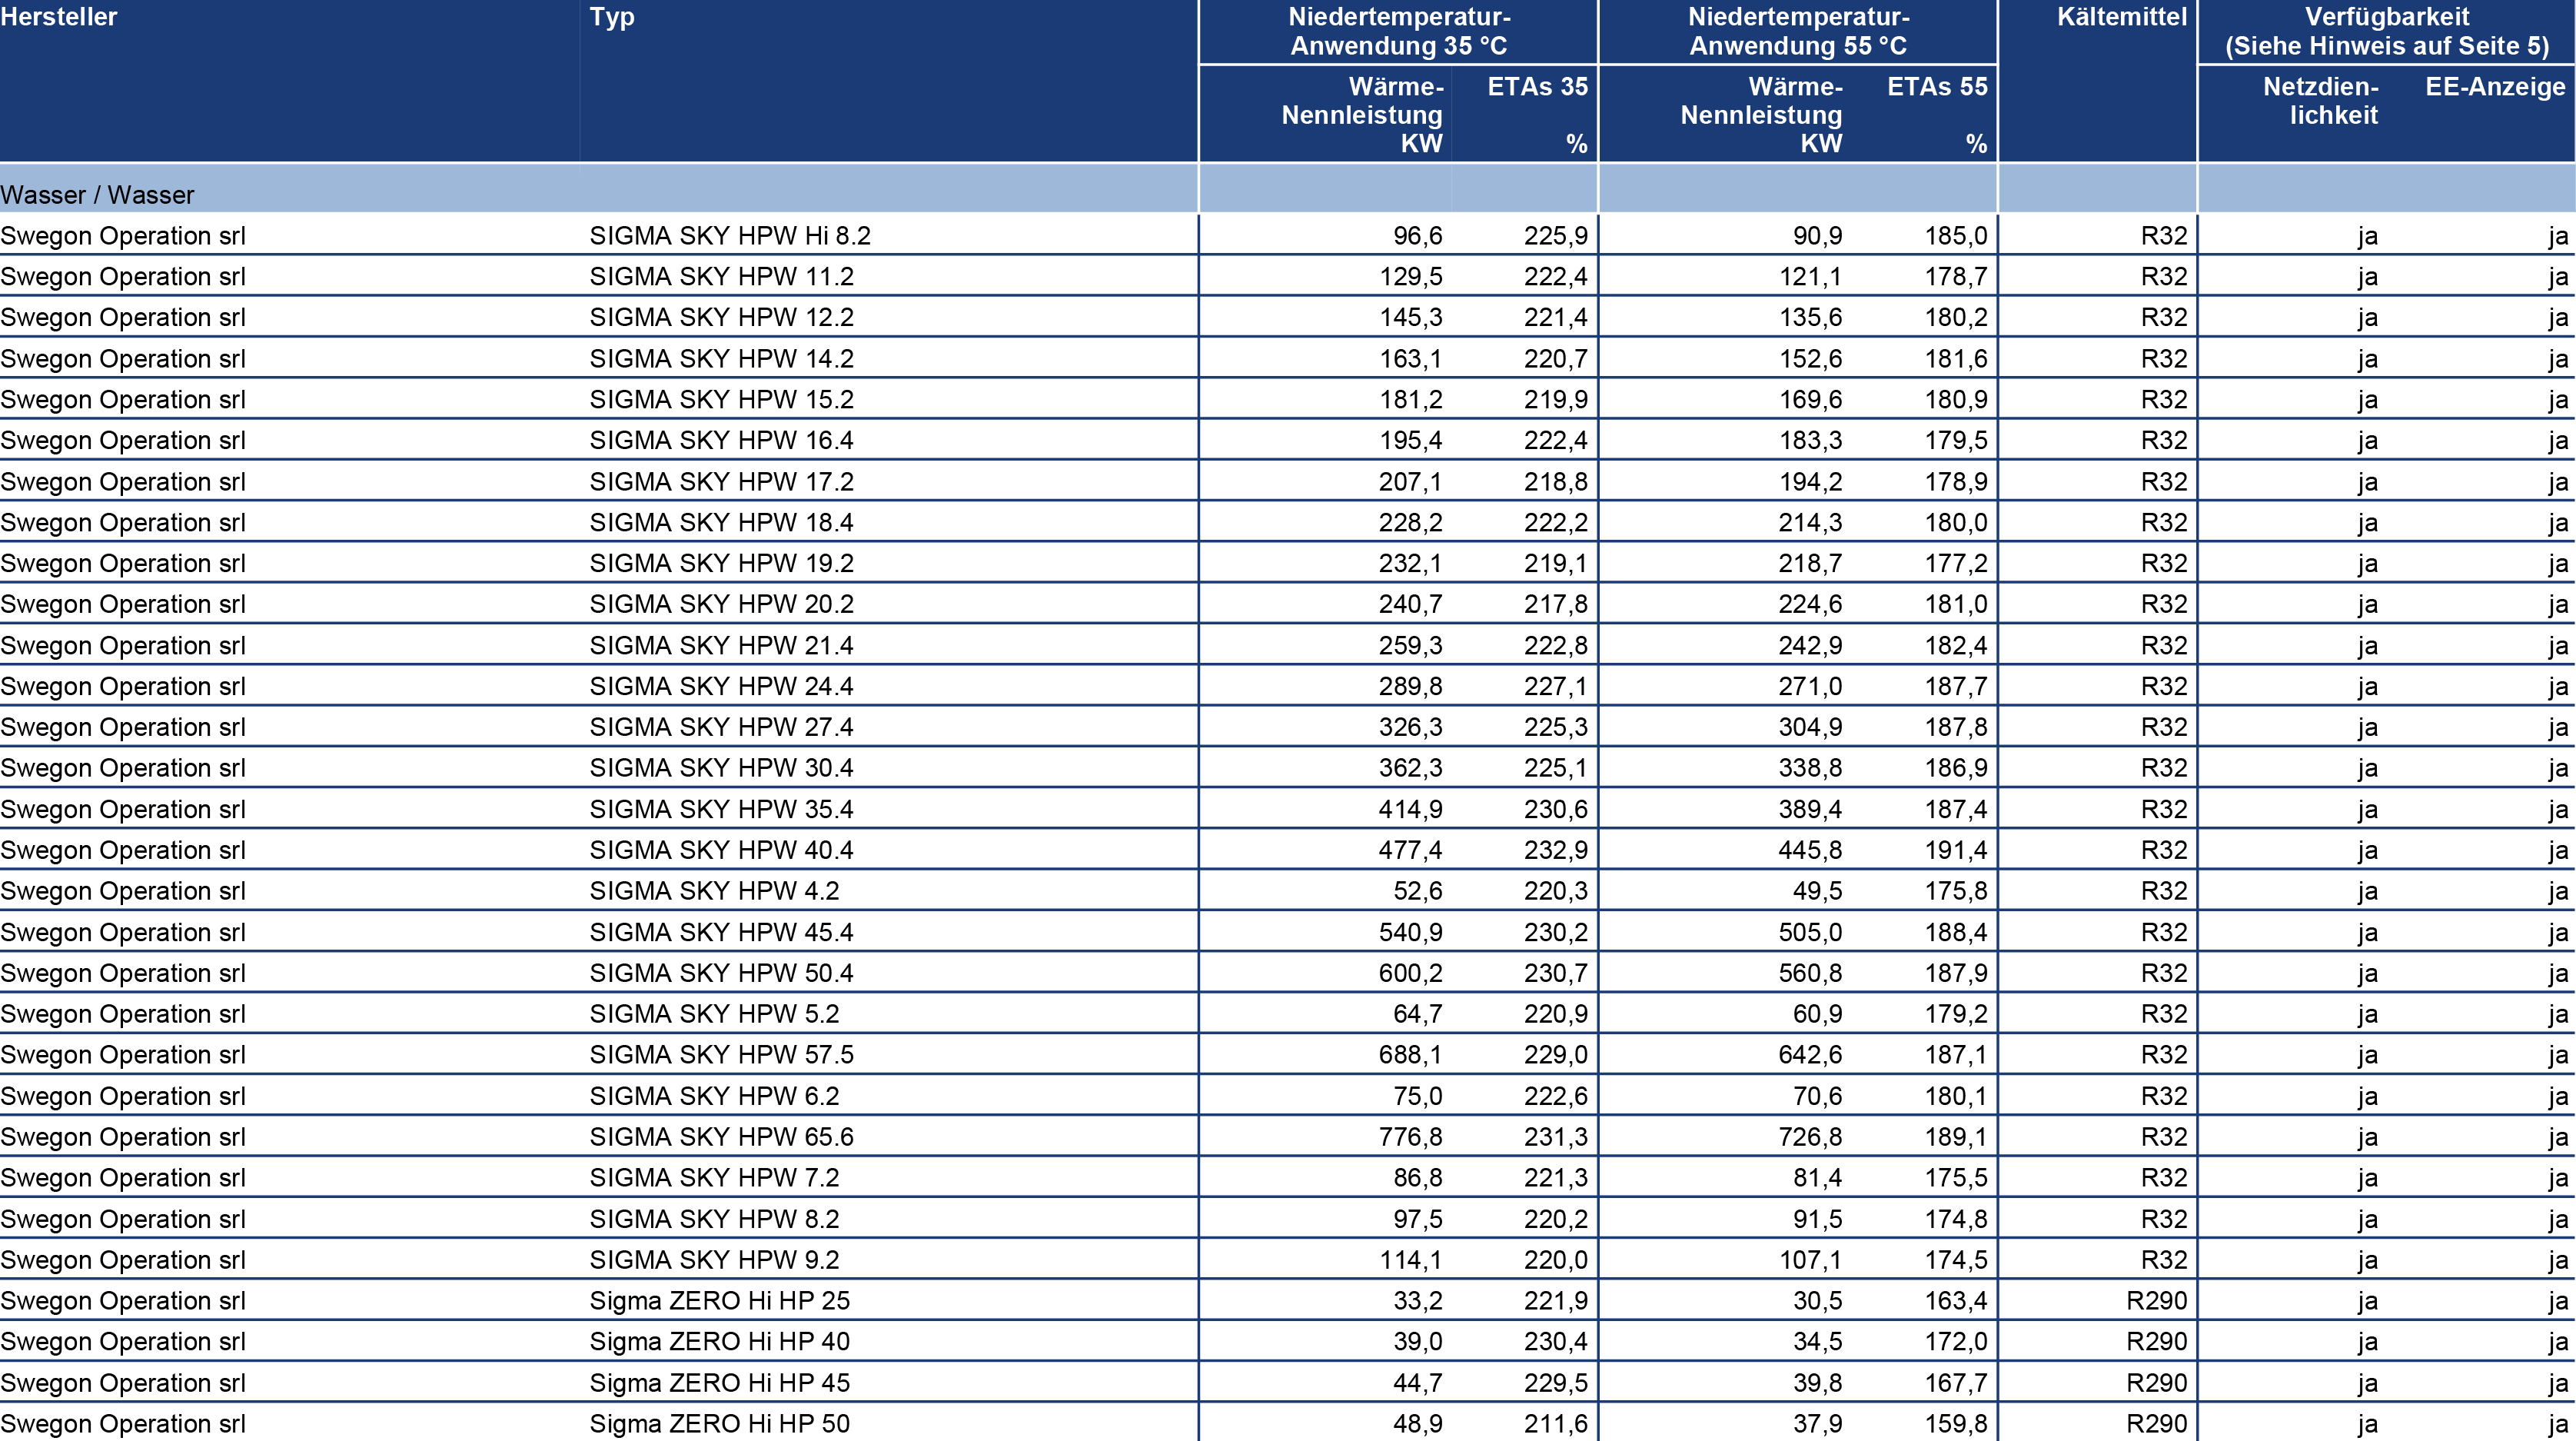 Hersteller Typ Niedertemperatur- Niedertemperatur- Kältemittel Verfügbarkeit
Anwendung 35 °C Anwendung 55 °C (Siehe Hinweis auf Seite 5)
Wärme- ETAs 35 Wärme- ETAs 55 Netzdien- EE-Anzeige
Nennleistung Nennleistung lichkeit
KW % KW %
Wasser / Wasser
Swegon Operation srl SIGMA SKY HPW Hi 8.2 96,6 225,9 90,9 185,0 R32 ja ja
Swegon Operation srl SIGMA SKY HPW 11.2 129,5 222,4 121,1 178,7 R32 ja ja
Swegon Operation srl SIGMA SKY HPW 12.2 145,3 221,4 135,6 180,2 R32 ja ja
Swegon Operation srl SIGMA SKY HPW 14.2 163,1 220,7 152,6 181,6 R32 ja ja
Swegon Operation srl SIGMA SKY HPW 15.2 181,2 219,9 169,6 180,9 R32 ja ja
Swegon Operation srl SIGMA SKY HPW 16.4 195,4 222,4 183,3 179,5 R32 ja ja
Swegon Operation srl SIGMA SKY HPW 17.2 207,1 218,8 194,2 178,9 R32 ja ja
Swegon Operation srl SIGMA SKY HPW 18.4 228,2 222,2 214,3 180,0 R32 ja ja
Swegon Operation srl SIGMA SKY HPW 19.2 232,1 219,1 218,7 177,2 R32 ja ja
Swegon Operation srl SIGMA SKY HPW 20.2 240,7 217,8 224,6 181,0 R32 ja ja
Swegon Operation srl SIGMA SKY HPW 21.4 259,3 222,8 242,9 182,4 R32 ja ja
Swegon Operation srl SIGMA SKY HPW 24.4 289,8 227,1 271,0 187,7 R32 ja ja
Swegon Operation srl SIGMA SKY HPW 27.4 326,3 225,3 304,9 187,8 R32 ja ja
Swegon Operation srl SIGMA SKY HPW 30.4 362,3 225,1 338,8 186,9 R32 ja ja
Swegon Operation srl SIGMA SKY HPW 35.4 414,9 230,6 389,4 187,4 R32 ja ja
Swegon Operation srl SIGMA SKY HPW 40.4 477,4 232,9 445,8 191,4 R32 ja ja
Swegon Operation srl SIGMA SKY HPW 4.2 52,6 220,3 49,5 175,8 R32 ja ja
Swegon Operation srl SIGMA SKY HPW 45.4 540,9 230,2 505,0 188,4 R32 ja ja
Swegon Operation srl SIGMA SKY HPW 50.4 600,2 230,7 560,8 187,9 R32 ja ja
Swegon Operation srl SIGMA SKY HPW 5.2 64,7 220,9 60,9 179,2 R32 ja ja
Swegon Operation srl SIGMA SKY HPW 57.5 688,1 229,0 642,6 187,1 R32 ja ja
Swegon Operation srl SIGMA SKY HPW 6.2 75,0 222,6 70,6 180,1 R32 ja ja
Swegon Operation srl SIGMA SKY HPW 65.6 776,8 231,3 726,8 189,1 R32 ja ja
Swegon Operation srl SIGMA SKY HPW 7.2 86,8 221,3 81,4 175,5 R32 ja ja
Swegon Operation srl SIGMA SKY HPW 8.2 97,5 220,2 91,5 174,8 R32 ja ja
Swegon Operation srl SIGMA SKY HPW 9.2 114,1 220,0 107,1 174,5 R32 ja ja
Swegon Operation srl Sigma ZERO Hi HP 25 33,2 221,9 30,5 163,4 R290 ja ja
Swegon Operation srl Sigma ZERO Hi HP 40 39,0 230,4 34,5 172,0 R290 ja ja
Swegon Operation srl Sigma ZERO Hi HP 45 44,7 229,5 39,8 167,7 R290 ja ja
Swegon Operation srl Sigma ZERO Hi HP 50 48,9 211,6 37,9 159,8 R290 ja ja